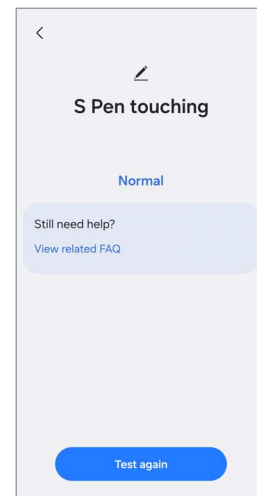 S Pen touching
Normal
Still need help?
View related FAQ
Test again